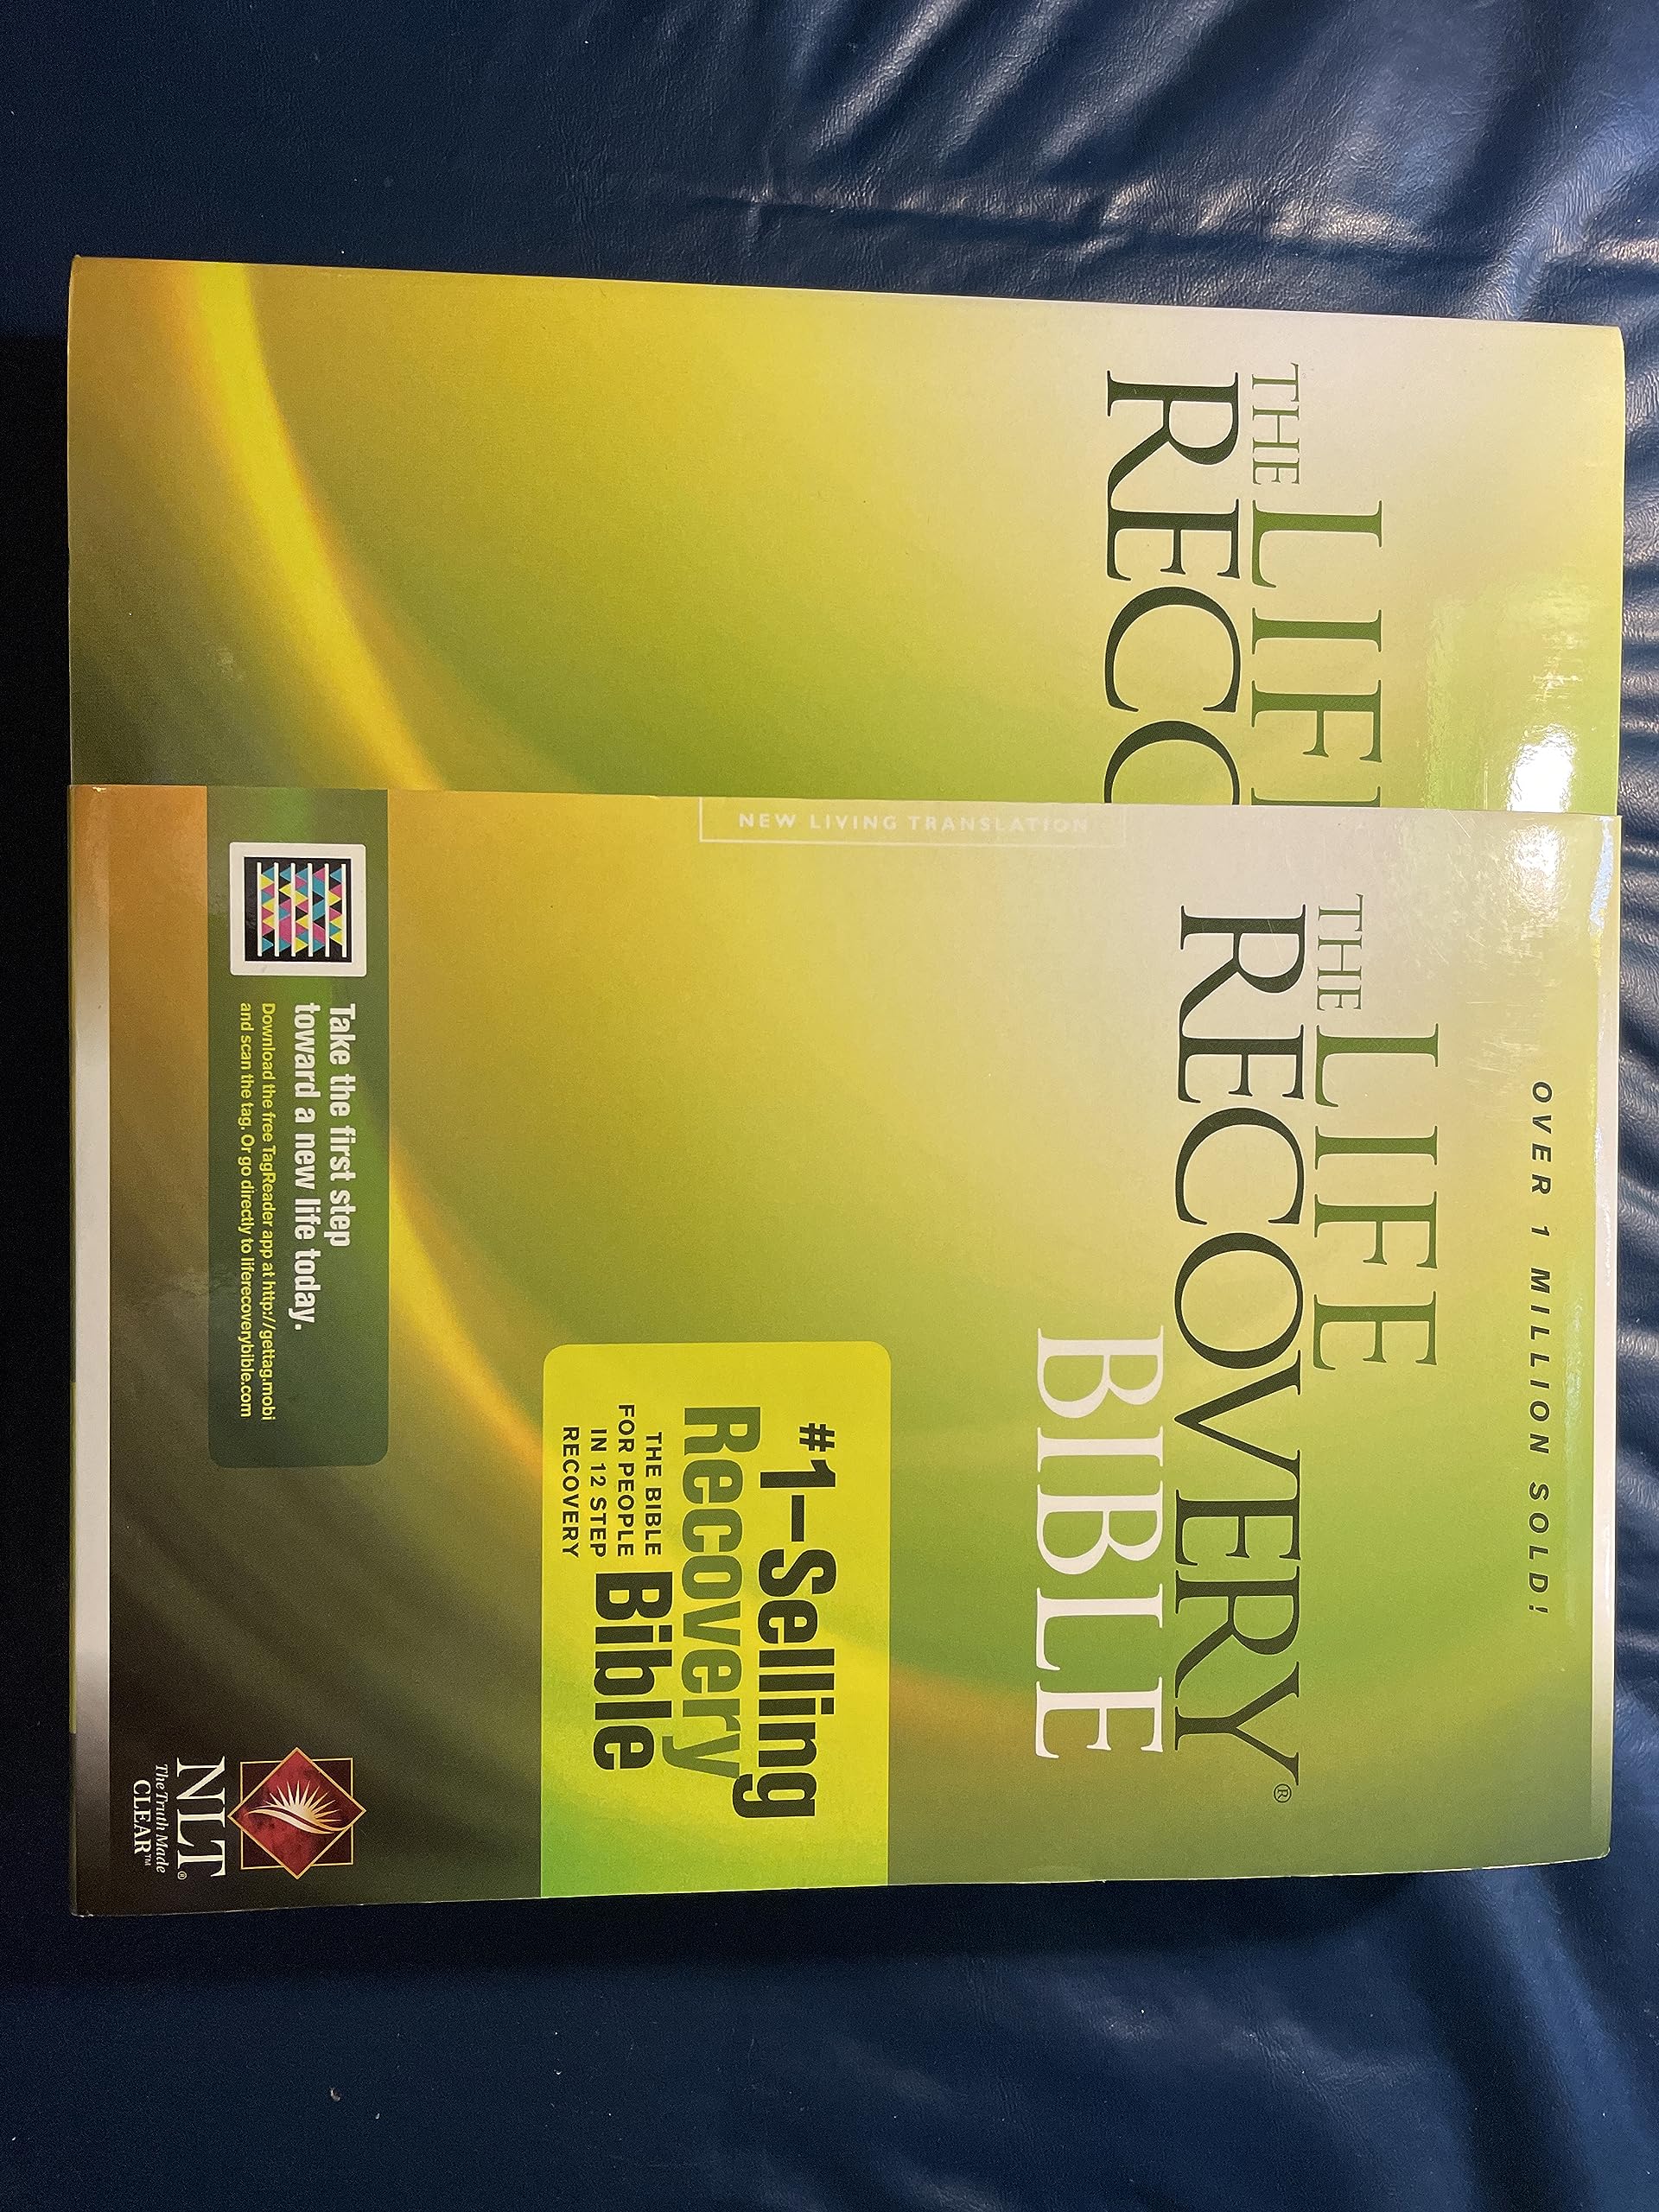 THE LIFE
RECO
NEW LIVING TRANSLATION
OVER 1 MILLION SOLD!
THE LIFE
RECOVERY®
BIBLE
#1-Selling
Recovery
THE BIBLE
FOR PEOPLE
IN 12 STEP
RECOVERY
Bible
Take the first step
toward a new life today.
Download the free TagReader app at http://gettag.mobi
and scan the tag. Or go directly to liferecoverybible.com
NLT®
The Truth Made
CLEAR™